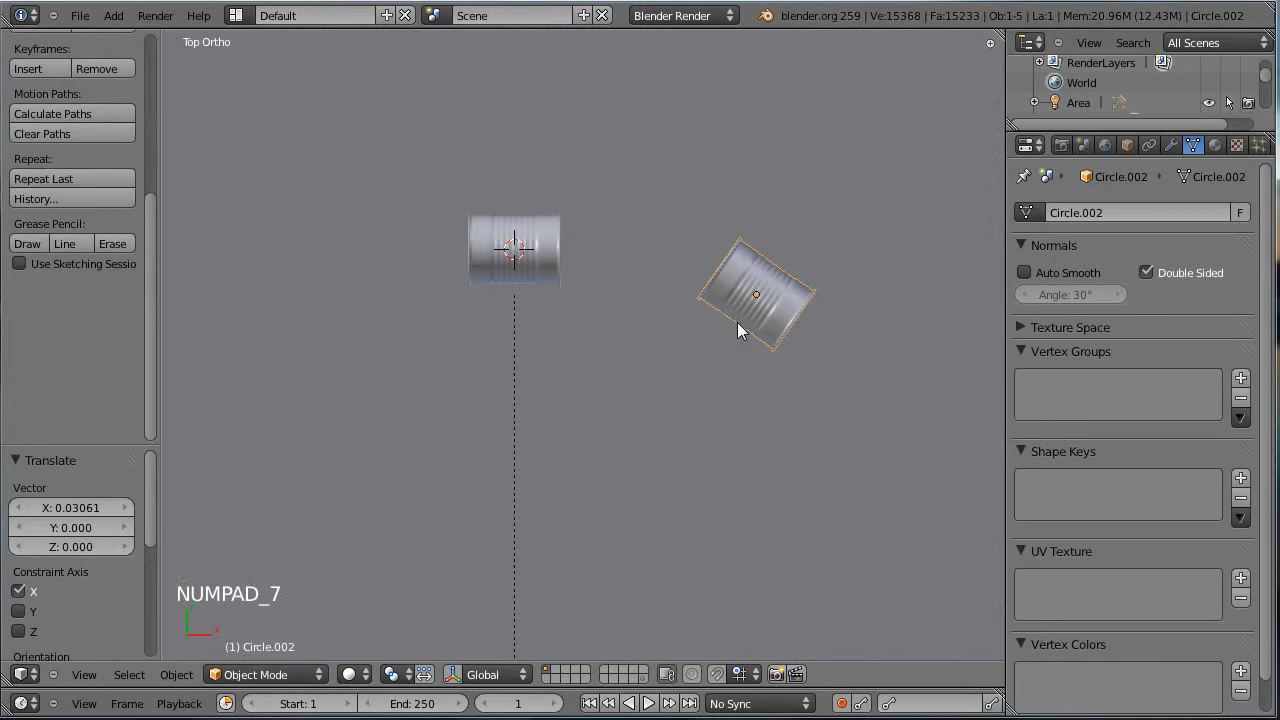 File Add Render Help Default Scene Blender Render blender.org 259 | Ve:15368 | Fa:15233 | Ob:1-5 | La:1 | Mem:20.96M (12.43M) | Circle.002
Keyframes:
Insert Remove
Motion Paths:
Calculate Paths
Clear Paths
Repeat:
Repeat Last
History...
Grease Pencil:
Draw Line Erase
Use Sketching Sessio
Translate
Vector
X: 0.03061
Y: 0.000
Z: 0.000
Constraint Axis
X
Y
Z
Orientation
Top Ortho
NUMPAD_7
x
(1) Circle.002
View Select Object Object Mode Global
View Frame Playback Start: 1 End: 250 1 No Sync
View Search All Scenes
RenderLayers |
World
Area |
Circle.002 Circle.002
Circle.002 F
Normals
Auto Smooth Double Sided
Angle: 30°
Texture Space
Vertex Groups
Shape Keys
UV Texture
Vertex Colors